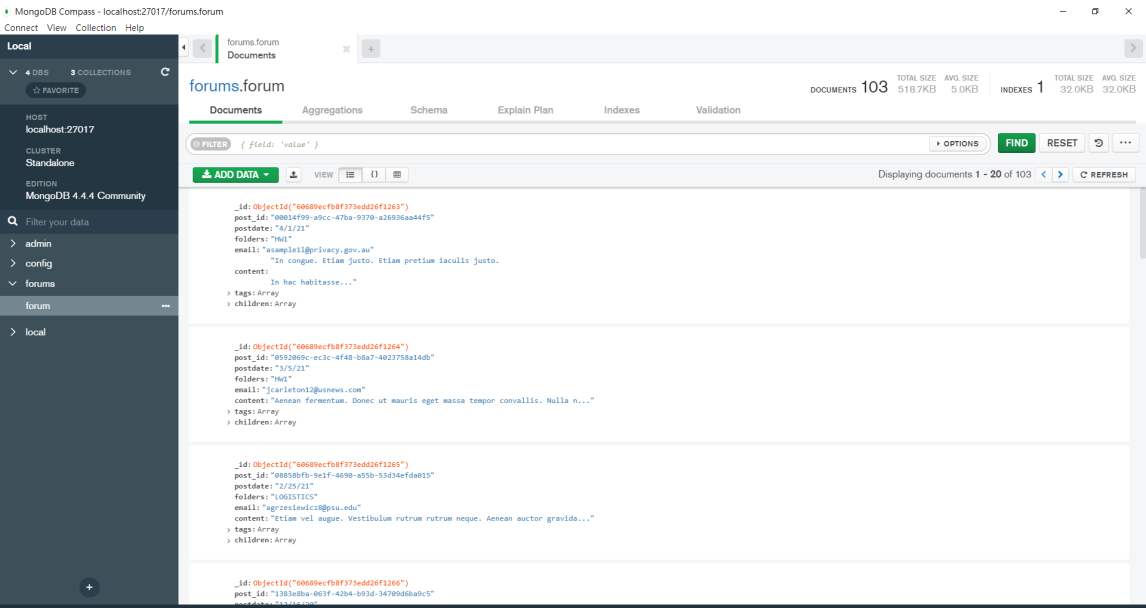 MongoDB Compass - localhost:27017/forums.forum
Connect View Collection Help
Local
4 DBS 3 COLLECTIONS
FAVORITE
HOST
localhost:27017
CLUSTER
Standalone
EDITION
MongoDB 4.4.4 Community
Filter your data
admin
config
forums
forum
local
forums.forum
Documents
forums.forum
DOCUMENTS 103 TOTAL SIZE 518.7KB AVG. SIZE 5.0KB INDEXES 1 TOTAL SIZE 32.0KB AVG. SIZE 32.0KB
Documents Aggregations Schema Explain Plan Indexes Validation
FILTER { field: 'value' } OPTIONS FIND RESET
ADD DATA VIEW {} Displaying documents 1 - 20 of 103 REFRESH
_id: ObjectId("60689ecfb8f373edd26f1263")
post_id: "00014f99-a9cc-47ba-9370-a26936aa44f5"
postdate: "4/1/21"
folders: "HW1"
email: "asample11@privacy.gov.au"
"In congue. Etiam justo. Etiam pretium iaculis justo.
content:
In hac habitasse..."
tags: Array
children: Array
_id: ObjectId("60689ecfb8f373edd26f1264")
post_id: "0592069c-ec3c-4f48-b8a7-4023758a14db"
postdate: "3/5/21"
folders: "HW1"
email: "jcarleton12@usnews.com"
content: "Aenean fermentum. Donec ut mauris eget massa tempor convallis. Nulla n..."
tags: Array
children: Array
_id: ObjectId("60689ecfb8f373edd26f1265")
post_id: "08858bfb-9e1f-4690-a55b-53d34efda015"
postdate: "2/25/21"
folders: "LOGISTICS"
email: "agrzesiewicz8@psu.edu"
content: "Etiam vel augue. Vestibulum rutrum rutrum neque. Aenean auctor gravida..."
tags: Array
children: Array
_id: ObjectId("60689ecfb8f373edd26f1266")
post_id: "1383e8ba-063f-42b4-b93d-34709d6ba9c5"
postdate: "12/16/20"